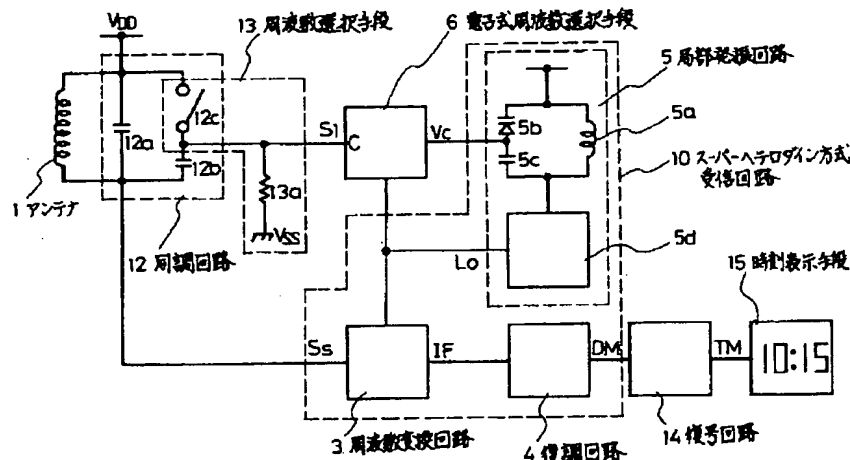 VDD
13 周波数選択手段
6 電子式周波数選択手段
5 局部発振回路
12c
12a
12b
13a
VSS
S1
C
Vc
5b
5c
5a
5d
10 スーパーヘテロダイン方式
受信回路
1 アンテナ
12 同調回路
Lo
15 時刻表示手段
Ss
IF
DM
TM
10:15
3 周波数変換回路
4 復調回路
14 復号回路